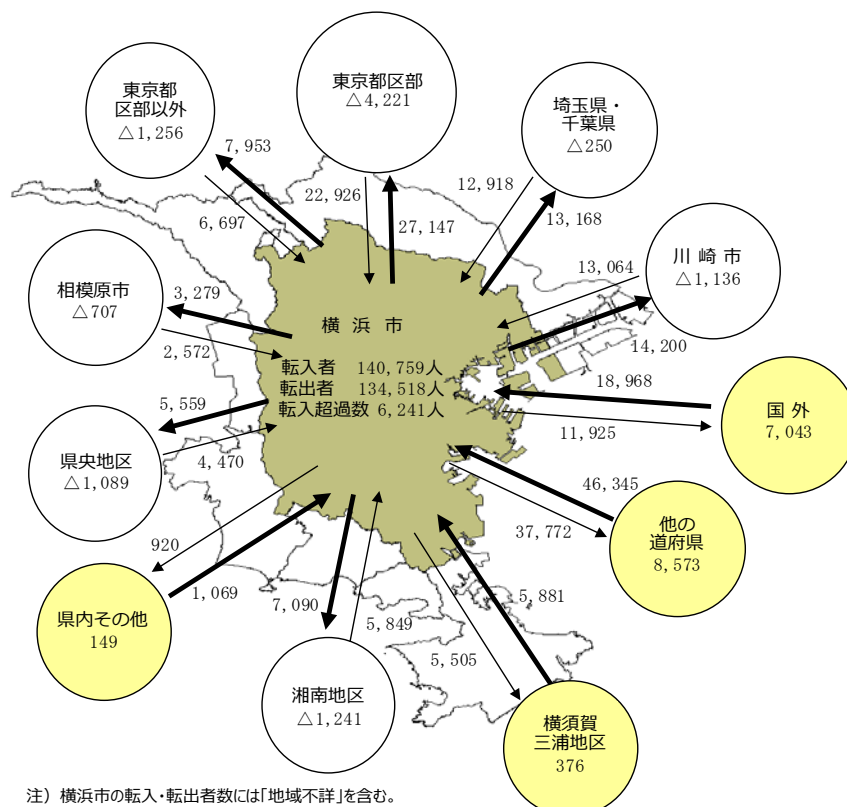 東京都
区部以外
△1,256
東京都区部
△4,221
埼玉県・
千葉県
△250
7,953
6,697
22,926
27,147
12,918
13,168
川 崎 市
△1,136
13,064
14,200
相模原市
△707
3,279
2,572
横 浜 市
転入者 140,759人
転出者 134,518人
転入超過数 6,241人
18,968
11,925
国 外
7,043
5,559
4,470
県央地区
△1,089
46,345
37,772
他の
道府県
8,573
920
1,069
県内その他
149
7,090
5,849
湘南地区
△1,241
5,881
5,505
横須賀
三浦地区
376
注）横浜市の転入・転出者数には「地域不詳」を含む。